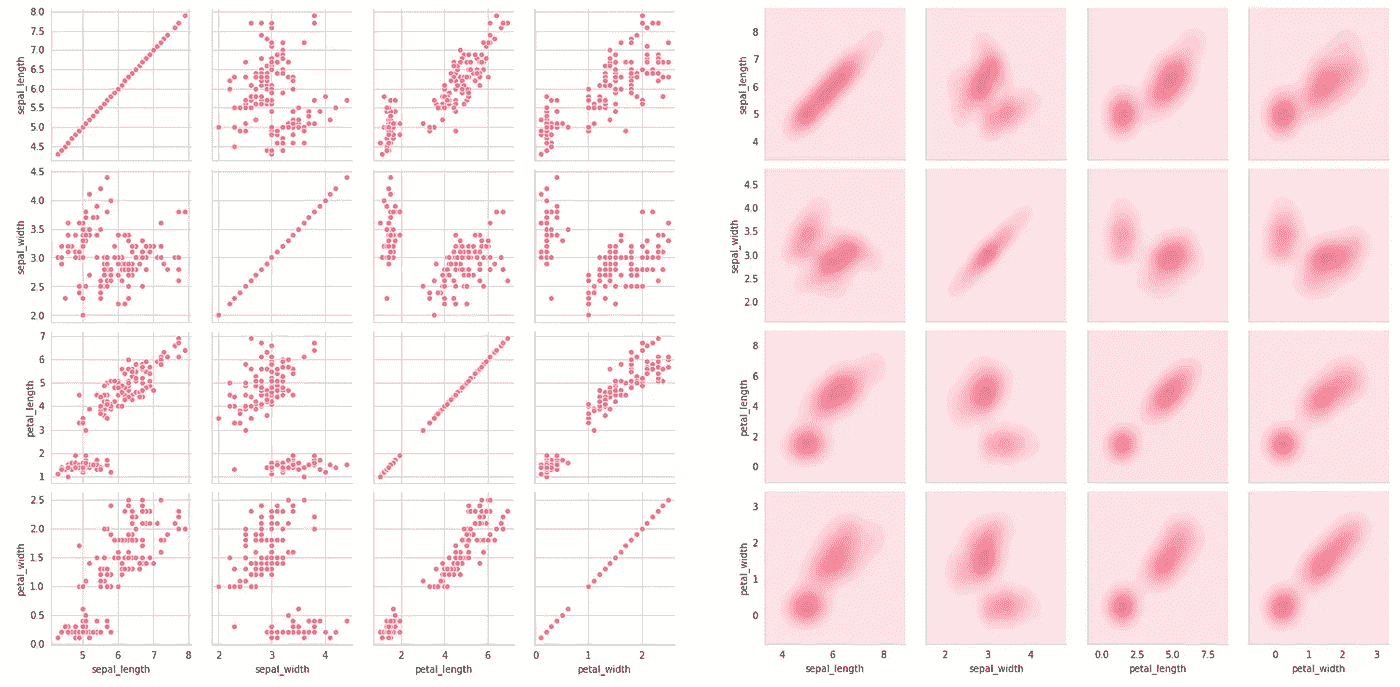 8.0
7.5
7.0
6.5
6.0
5.5
5.0
4.5
sepal_length
4.5
4.0
3.5
3.0
2.5
2.0
sepal_width
7
6
5
4
3
2
1
petal_length
2.5
2.0
1.5
1.0
0.5
0.0
petal_width
5 6 7 8
sepal_length
2 3 4
sepal_width
2 4 6
petal_length
0 1 2
petal_width
8
7
6
5
4
sepal_length
4.5
4.0
3.5
3.0
2.5
2.0
sepal_width
8
6
4
2
0
petal_length
3
2
1
0
petal_width
4 6 8
sepal_length
2 3 4
sepal_width
0.0 2.5 5.0 7.5
petal_length
0 1 2 3
petal_width